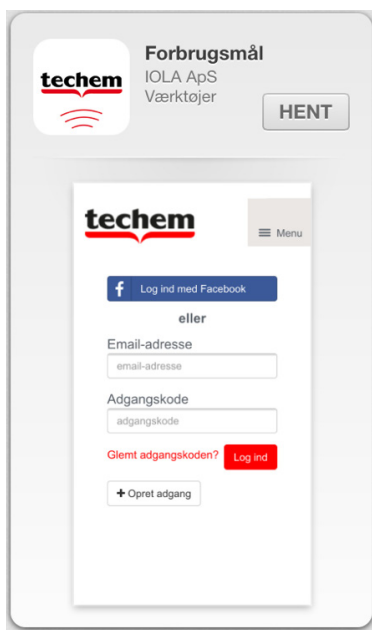 techem
Forbrugsmål
IOLA ApS
Værktøjer
HENT
techem
Menu
f Log ind med Facebook
eller
Email-adresse
email-adresse
Adgangskode
adgangskode
Glemt adgangskoden? Log ind
+ Opret adgang